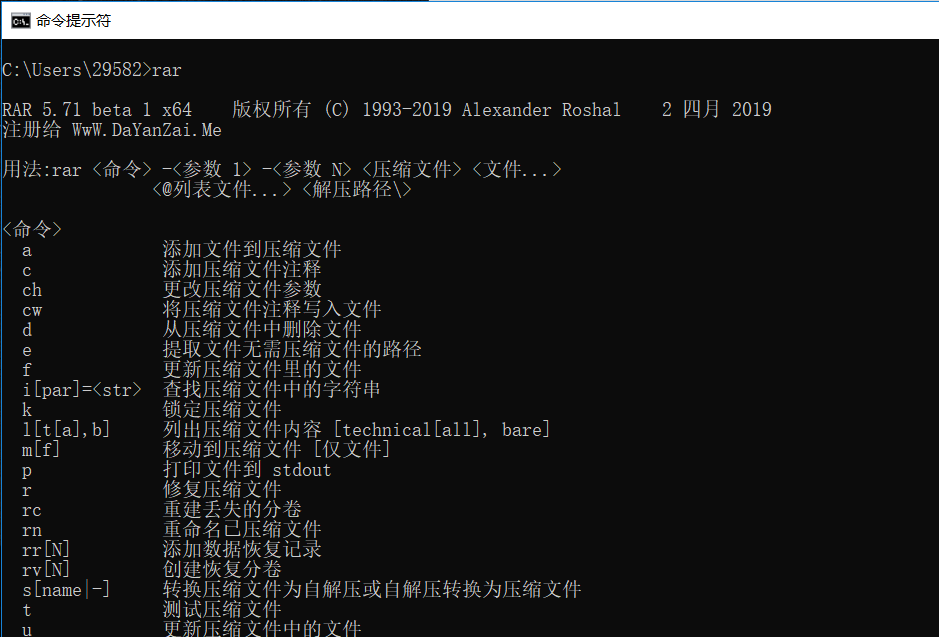 命令提示符
C:\Users\29582>rar
RAR 5.71 beta 1 x64    版权所有 (C) 1993-2019 Alexander Roshal    2 四月 2019
注册给 WwW.DaYanZai.Me
用法:rar <命令> -<参数 1> -<参数 N> <压缩文件> <文件...>
<@列表文件...> <解压路径\>
<命令>
a 添加文件到压缩文件
c 添加压缩文件注释
ch 更改压缩文件参数
cw 将压缩文件注释写入文件
d 从压缩文件中删除文件
e 提取文件无需压缩文件的路径
f 更新压缩文件里的文件
i[par]=<str> 查找压缩文件中的字符串
k 锁定压缩文件
l[t[a],b] 列出压缩文件内容 [technical[all], bare]
m[f] 移动到压缩文件 [仅文件]
p 打印文件到 stdout
r 修复压缩文件
rc 重建丢失的分卷
rn 重命名已压缩文件
rr[N] 添加数据恢复记录
rv[N] 创建恢复分卷
s[name|-] 转换压缩文件为自解压或自解压转换为压缩文件
t 测试压缩文件
u 更新压缩文件中的文件